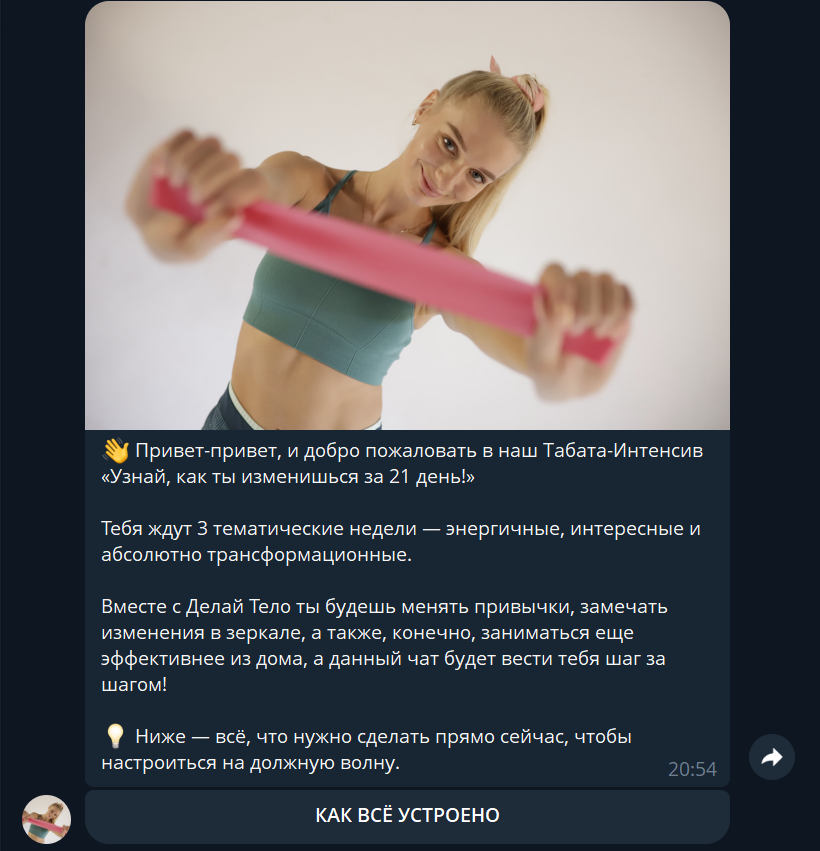 👋 Привет-привет, и добро пожаловать в наш Табата-Интенсив
«Узнай, как ты изменишься за 21 день!»
Тебя ждут 3 тематические недели — энергичные, интересные и
абсолютно трансформационные.
Вместе с Делай Тело ты будешь менять привычки, замечать
изменения в зеркале, а также, конечно, заниматься еще
эффективнее из дома, а данный чат будет вести тебя шаг за
шагом!
💡 Ниже — всё, что нужно сделать прямо сейчас, чтобы
настроиться на должную волну.
20:54
КАК ВСЁ УСТРОЕНО